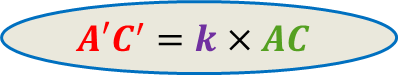 A′C′ = k × AC